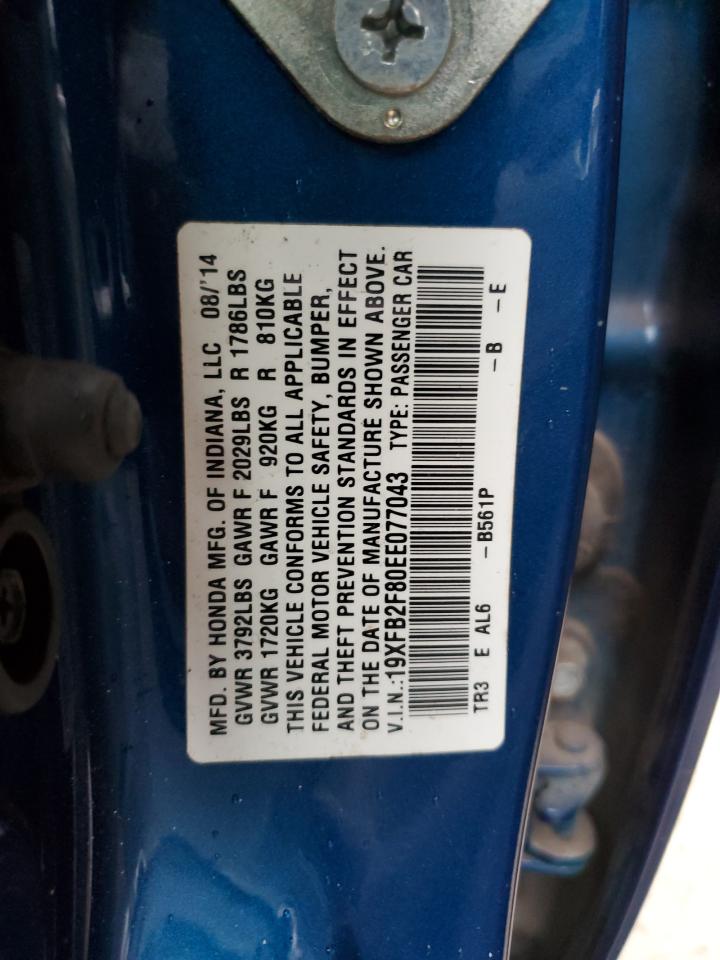 MFD. BY HONDA MFG. OF INDIANA, LLC 08/'14
GVWR 3792LBS GAWR F 2029LBS R 1786LBS
GVWR 1720KG GAWR F 920KG R 810KG
THIS VEHICLE CONFORMS TO ALL APPLICABLE
FEDERAL MOTOR VEHICLE SAFETY, BUMPER,
AND THEFT PREVENTION STANDARDS IN EFFECT
ON THE DATE OF MANUFACTURE SHOWN ABOVE.
V.I.N.:19XFB2F80EE077043 TYPE: PASSENGER CAR
TR3 E AL6 -B561P -B -E